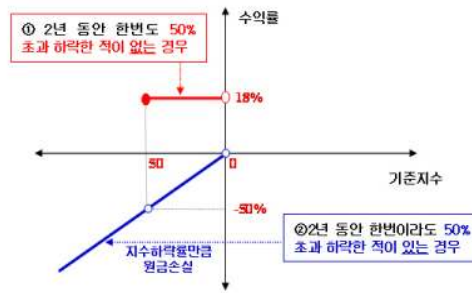 수익률
① 2년 동안 한번도 50%
초과 하락한 적이 없는 경우
18%
50
0
기준지수
-50%
②2년 동안 한번이라도 50%
초과 하락한 적이 있는 경우
지수하락률만큼
원금손실